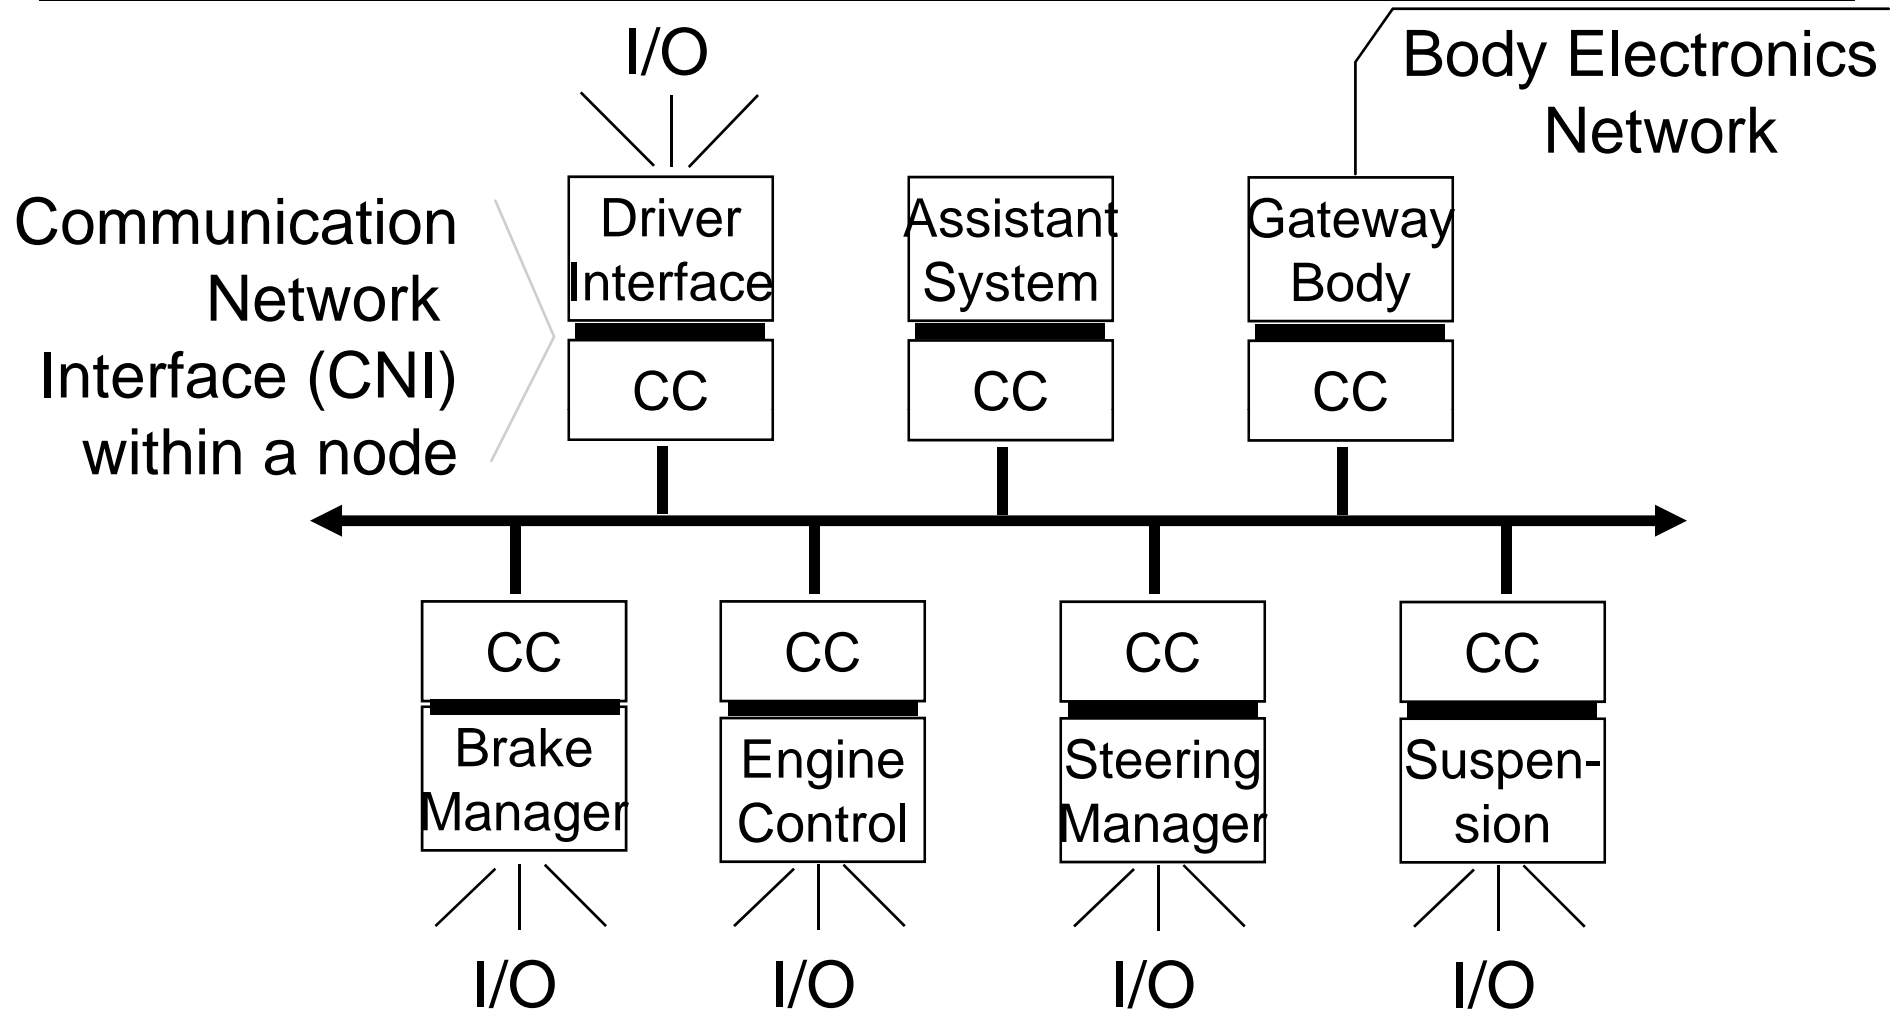 I/O
Body Electronics
Network
Communication
Network
Interface (CNI)
within a node
Driver
Interface
CC
Assistant
System
CC
Gateway
Body
CC
CC
Brake
Manager
I/O
CC
Engine
Control
I/O
CC
Steering
Manager
I/O
CC
Suspen-
sion
I/O